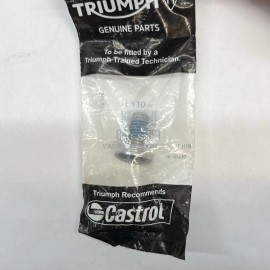 TRIUMPH
GENUINE PARTS
To be fitted by a
Triumph-Trained Technician.
Triumph Recommends
Castrol